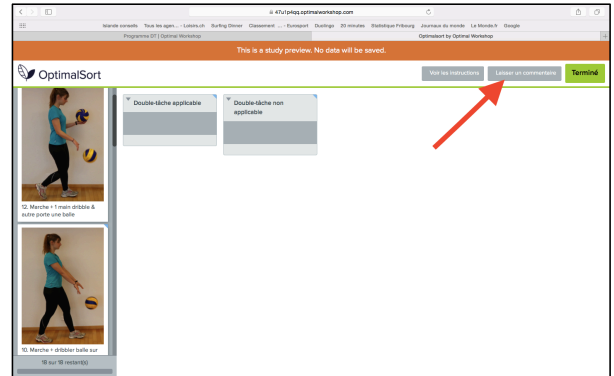 47u1p4qq.optimalworkshop.com
Islande conseils Tous les agen... - Loisirs.ch Surfing Dinner Classement ... - Eurosport Duolingo 20 minutes Statistique Fribourg Journaux du monde Le Monde.fr Google
Programme DT | Optimal Workshop
Optimalsort by Optimal Workshop
This is a study preview. No data will be saved.
OptimalSort
Voir les instructions
Laisser un commentaire
Terminé
Double-tâche applicable
Double-tâche non
applicable
12. Marche + 1 main dribble &
autre porte une balle
10. Marche + dribbler balle sur
18 sur 18 restant(s)